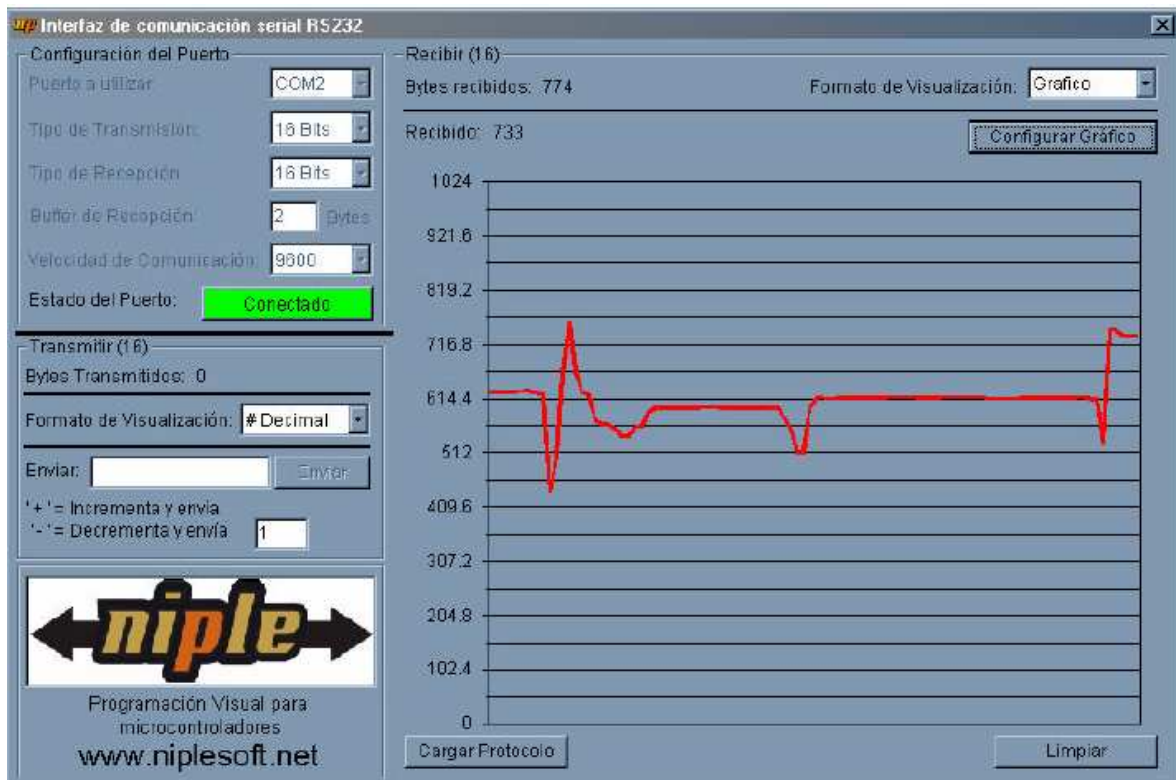 niple Interfaz de comunicación serial RS232
Configuración del Puerto
Puerto a utilizar: COM2
Tipo de Transmisión: 16 Bits
Tipo de Recepción 16 Bits
Buffer de Recepción: 2 Bytes
Velocidad de Comunicación: 9600
Estado del Puerto: Conectado
Transmitir (16)
Bytes Transmitidos: 0
Formato de Visualización: # Decimal
Enviar: Enviar
'+' = Incrementa y envia
'-' = Decrementa y envía 1
niple
Programación Visual para
microcontroladores
www.niplesoft.net
Recibir (16)
Bytes recibidos: 774 Formato de Visualización: Grafico
Recibido: 733 Configurar Gráfico
1024
921.6
819.2
716.8
614.4
512
409.6
307.2
204.8
102.4
0
Cargar Protocolo Limpiar